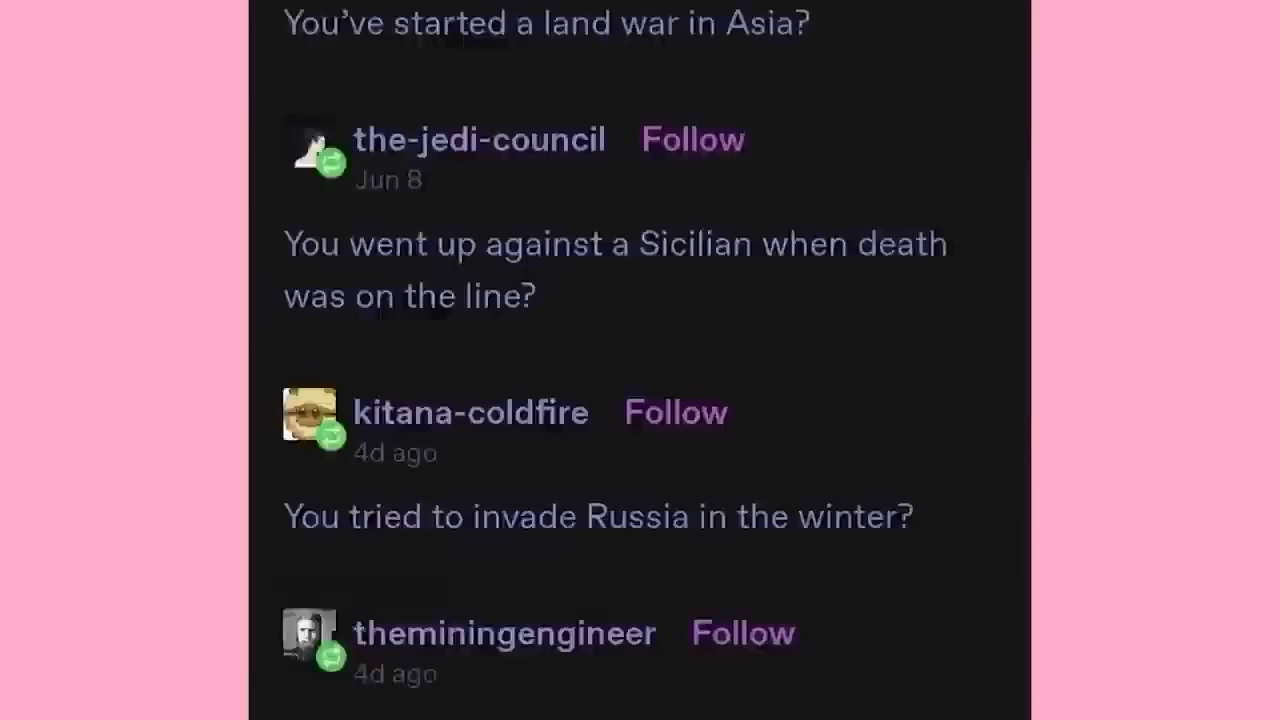 You’ve started a land war in Asia?
the-jedi-council Follow
Jun 8
You went up against a Sicilian when death
was on the line?
kitana-coldfire Follow
4d ago
You tried to invade Russia in the winter?
theminingengineer Follow
4d ago